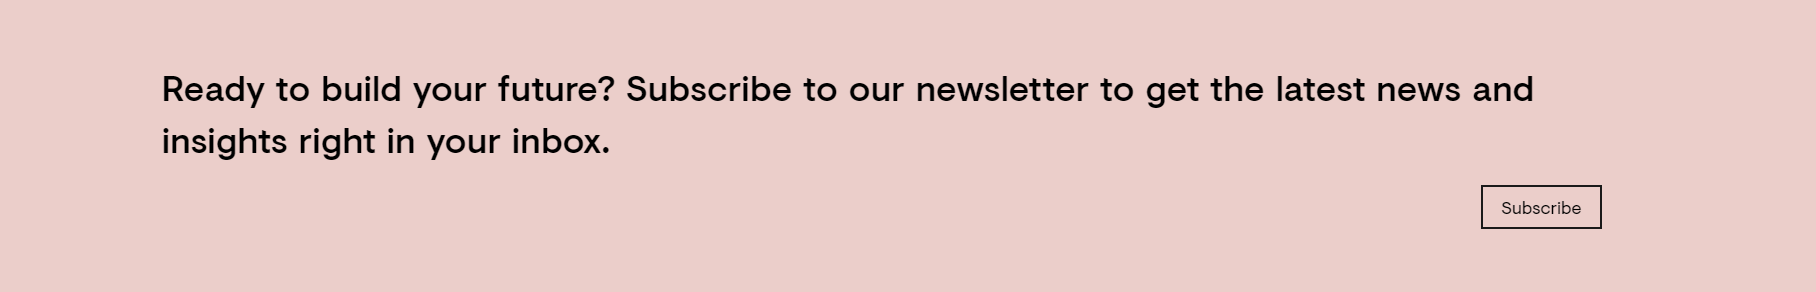 Ready to build your future? Subscribe to our newsletter to get the latest news and
insights right in your inbox.
Subscribe